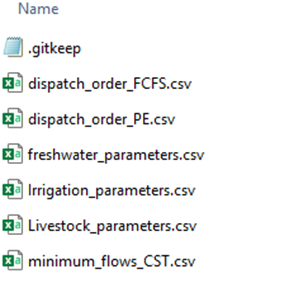 Name
.gitkeep
dispatch_order_FCFS.csv
dispatch_order_PE.csv
freshwater_parameters.csv
Irrigation_parameters.csv
Livestock_parameters.csv
minimum_flows_CST.csv